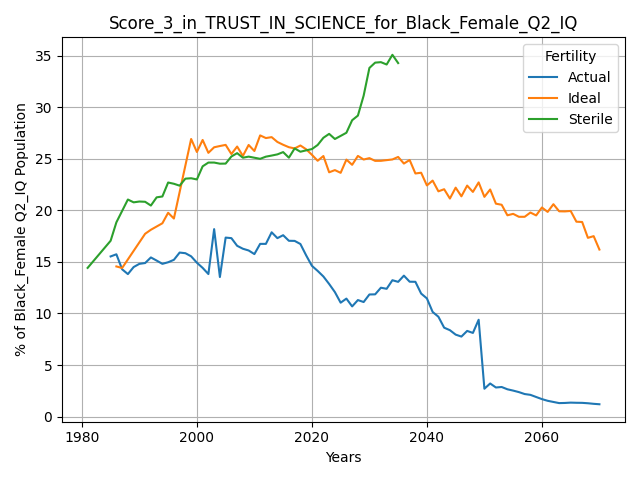 Score_3_in_TRUST_IN_SCIENCE_for_Black_Female_Q2_IQ
% of Black_Female Q2_IQ Population
35
30
25
20
15
10
5
0
Fertility
Actual
Ideal
Sterile
1980 2000 2020 2040 2060
Years